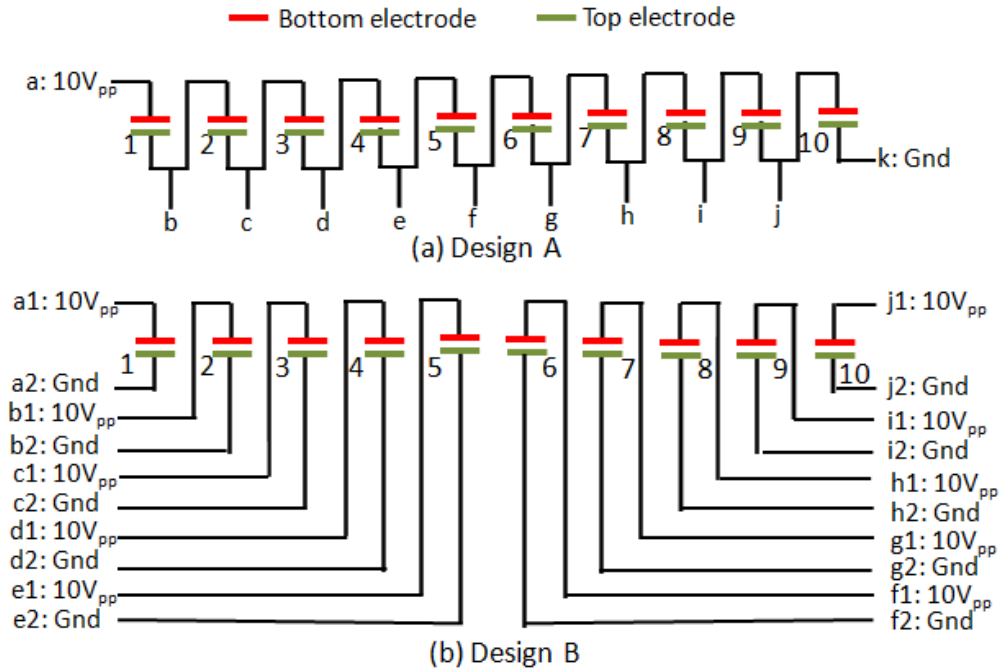 Bottom electrode Top electrode
a: 10Vpp
1 2 3 4 5 6 7 8 9 10
k: Gnd
b c d e f g h i j
(a) Design A
a1: 10Vpp j1: 10Vpp
1 2 3 4 5 6 7 8 9 10
a2: Gnd j2: Gnd
b1: 10Vpp i1: 10Vpp
b2: Gnd i2: Gnd
c1: 10Vpp h1: 10Vpp
c2: Gnd h2: Gnd
d1: 10Vpp g1: 10Vpp
d2: Gnd g2: Gnd
e1: 10Vpp f1: 10Vpp
e2: Gnd f2: Gnd
(b) Design B